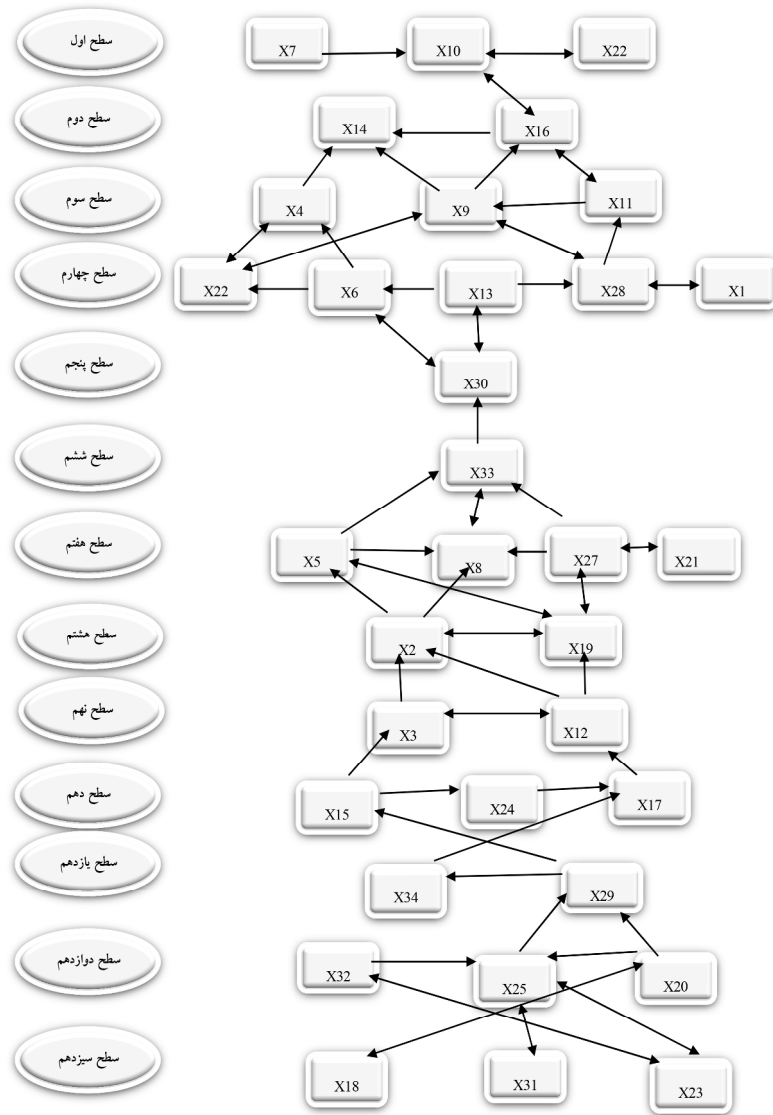 سطح اول
X7
X10
X22
سطح دوم
X14
X16
سطح سوم
X4
X9
X11
سطح چهارم
X22
X6
X13
X28
X1
سطح پنجم
X30
سطح ششم
X33
سطح هفتم
X5
X8
X27
X21
سطح هشتم
X2
X19
سطح نهم
X3
X12
سطح دهم
X15
X24
X17
سطح یازدهم
X34
X29
سطح دوازدهم
X32
X25
X20
سطح سیزدهم
X18
X31
X23